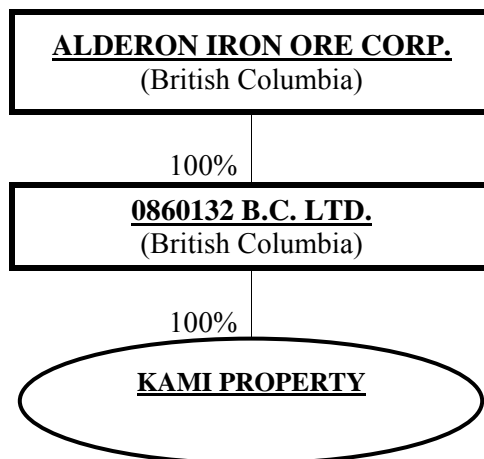 ALDERON IRON ORE CORP.
(British Columbia)
100%
0860132 B.C. LTD.
(British Columbia)
100%
KAMI PROPERTY